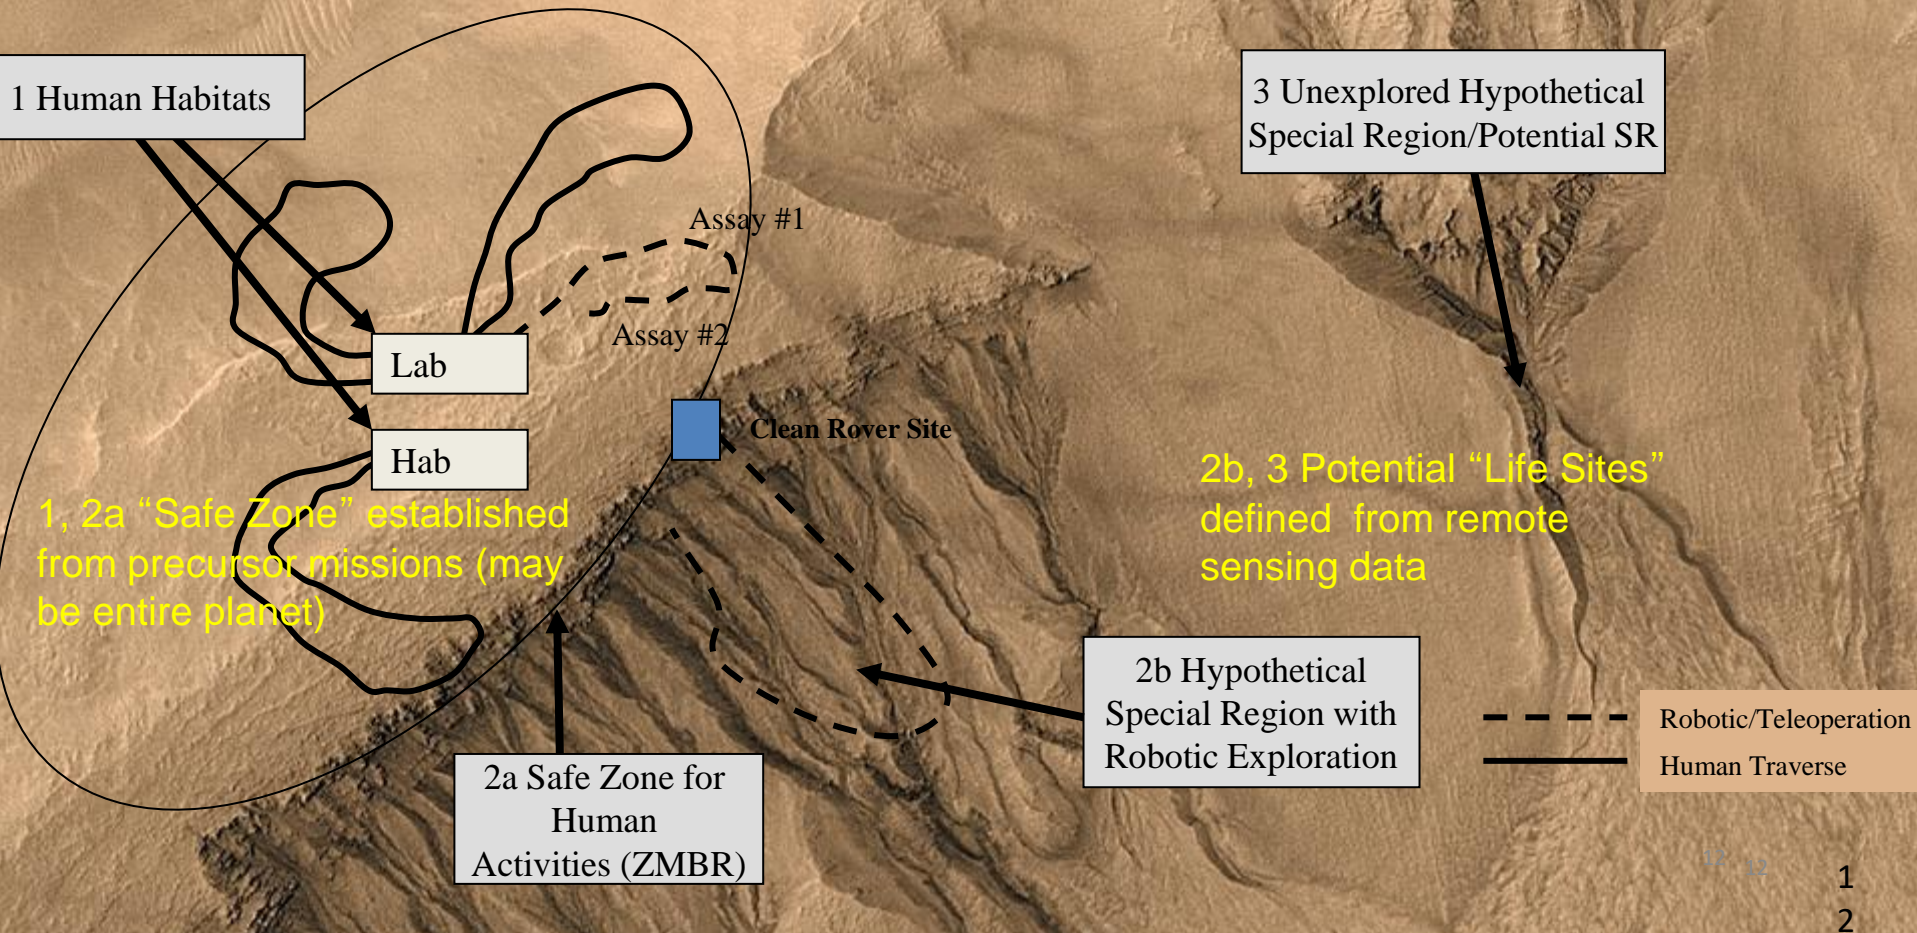 1 Human Habitats
3 Unexplored Hypothetical
Special Region/Potential SR
Assay #1
Assay #2
Lab
Hab
Clean Rover Site
1, 2a “Safe Zone” established
from precursor missions (may
be entire planet)
2b, 3 Potential “Life Sites”
defined from remote
sensing data
2b Hypothetical
Special Region with
Robotic Exploration
2a Safe Zone for
Human
Activities (ZMBR)
Robotic/Teleoperation
Human Traverse
12
12
1
2